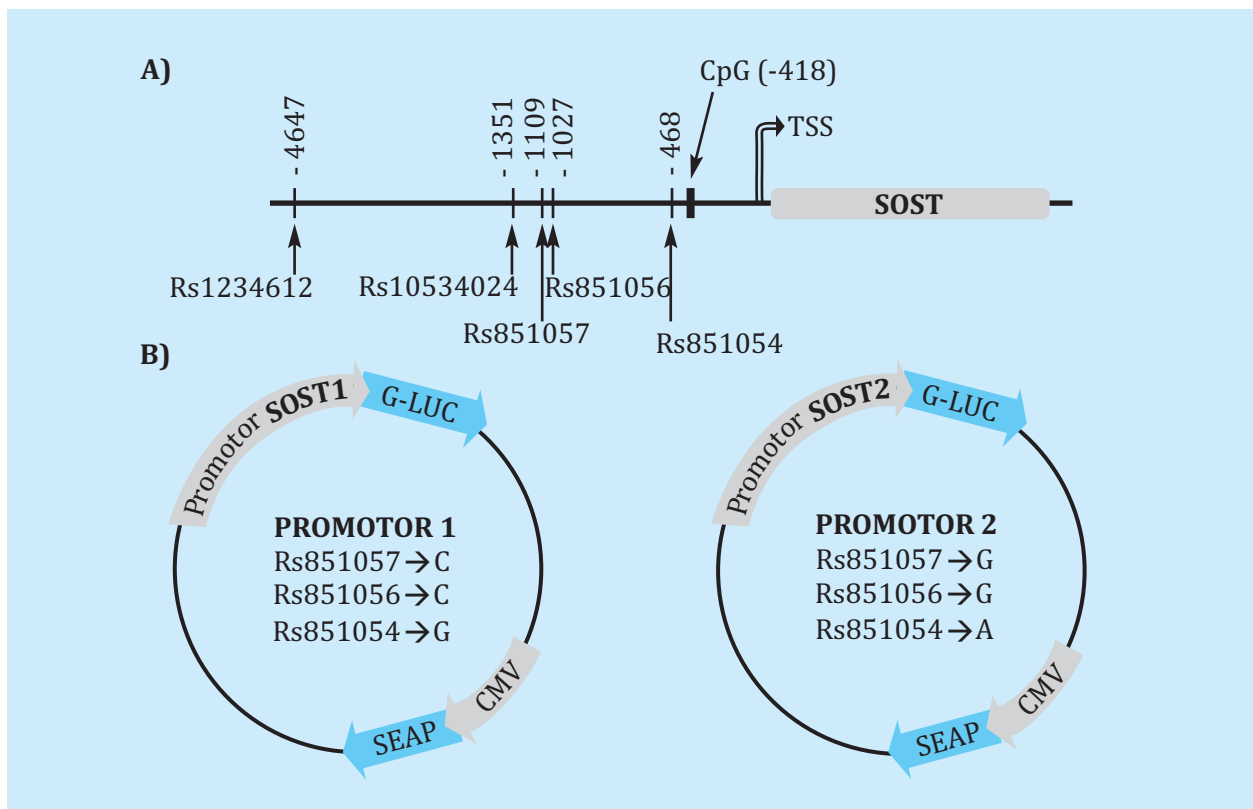 A)
CpG (-418)
- 4647
- 1351
- 1109
- 1027
- 468
TSS
SOST
Rs1234612
Rs10534024
Rs851056
Rs851057
Rs851054
B)
Promotor SOST1
G-LUC
PROMOTOR 1
Rs851057→C
Rs851056→C
Rs851054→G
CMV
SEAP
Promotor SOST2
G-LUC
PROMOTOR 2
Rs851057→G
Rs851056→G
Rs851054→A
CMV
SEAP